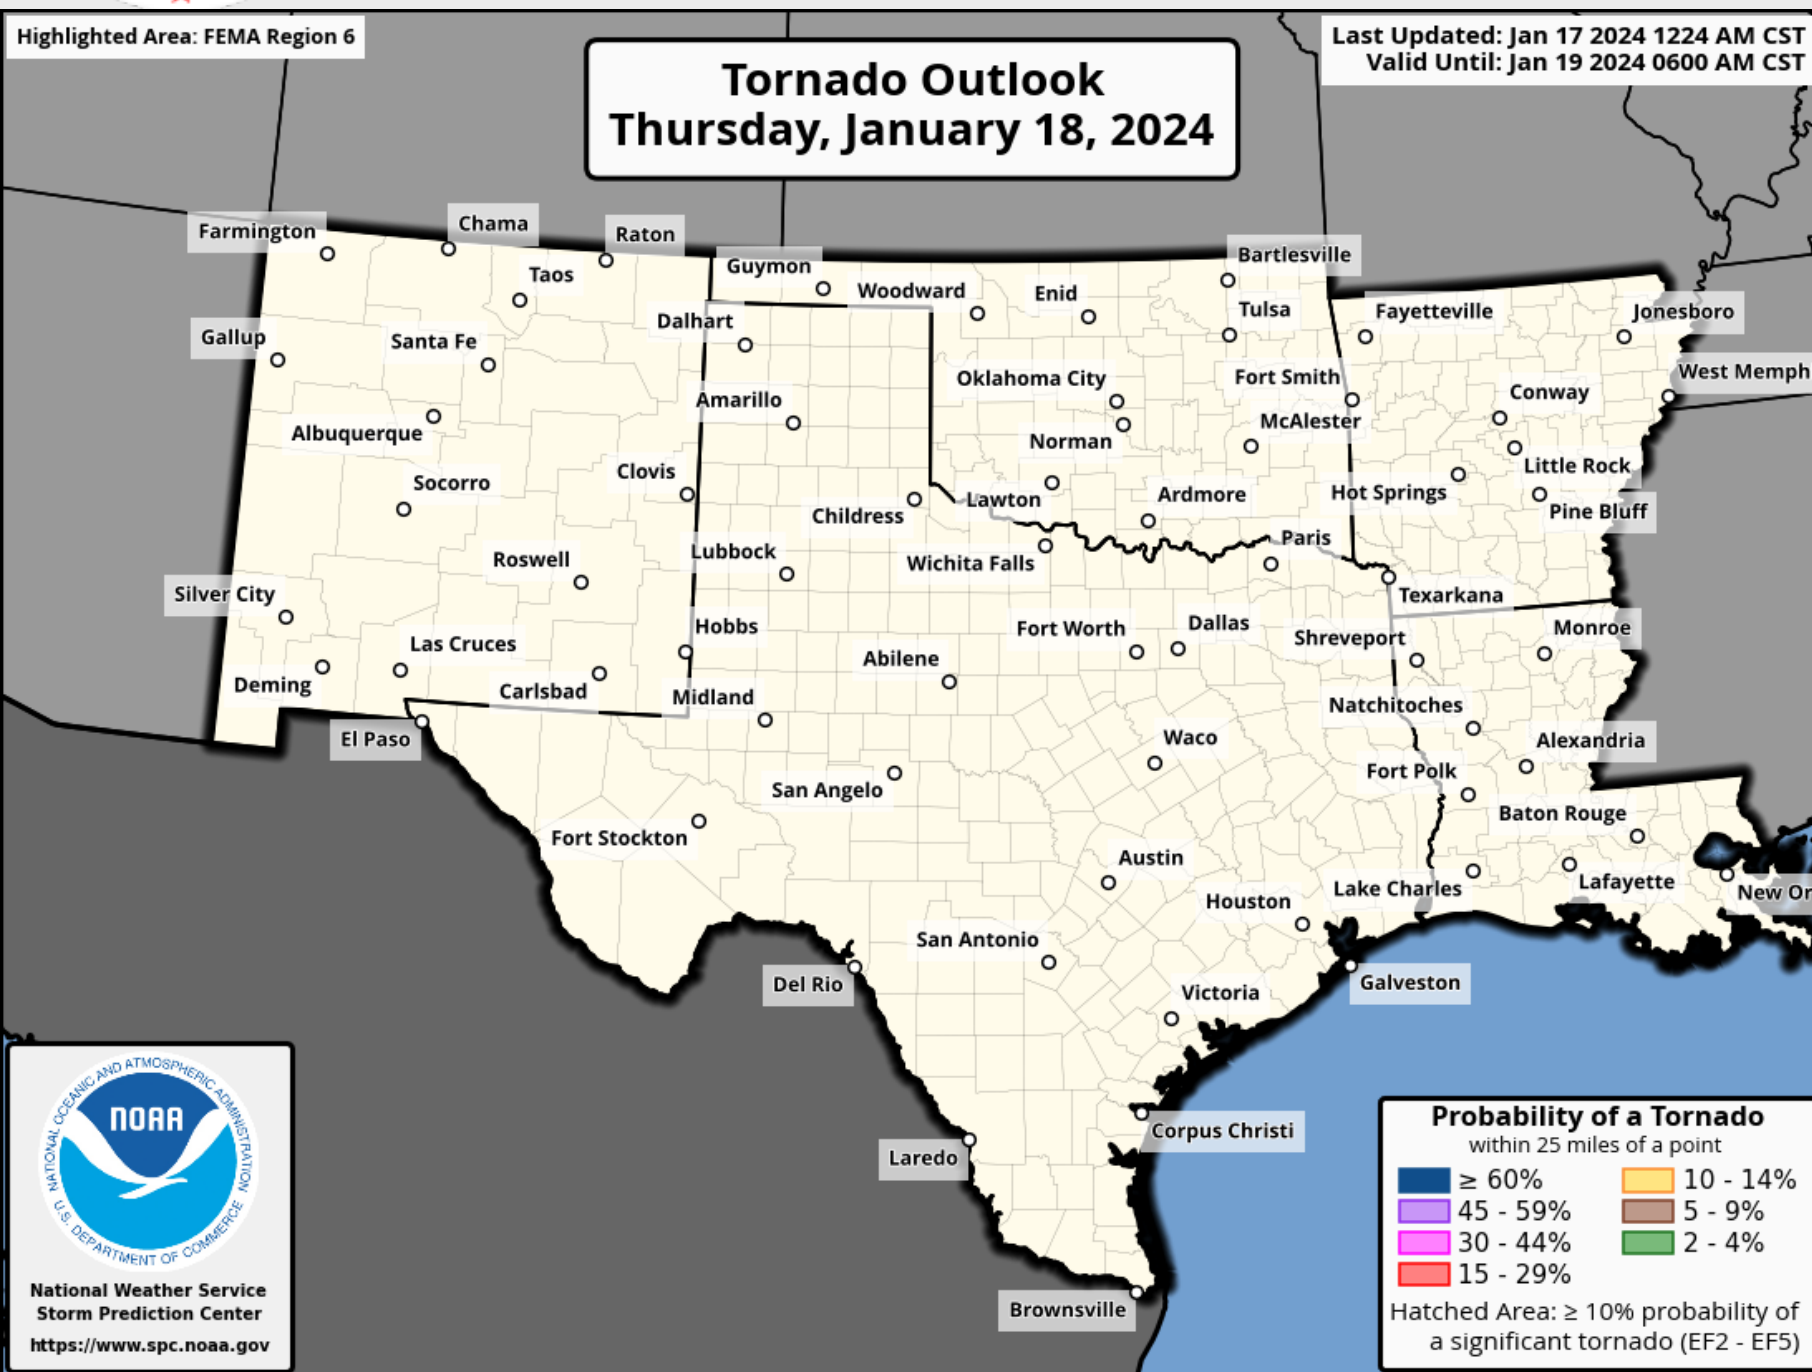 Highlighted Area: FEMA Region 6
Last Updated: Jan 17 2024 1224 AM CST
Valid Until: Jan 19 2024 0600 AM CST
Tornado Outlook
Thursday, January 18, 2024
Farmington
Chama
Raton
Taos
Guymon
Woodward
Enid
Bartlesville
Tulsa
Fayetteville
Jonesboro
Gallup
Santa Fe
Dalhart
Oklahoma City
Fort Smith
West Memph
Conway
Amarillo
Albuquerque
Norman
McAlester
Little Rock
Socorro
Clovis
Childress
Lawton
Ardmore
Hot Springs
Pine Bluff
Roswell
Lubbock
Wichita Falls
Paris
Silver City
Texarkana
Las Cruces
Hobbs
Abilene
Fort Worth
Dallas
Shreveport
Monroe
Deming
Carlsbad
Midland
Natchitoches
El Paso
Waco
Alexandria
San Angelo
Fort Polk
Fort Stockton
Baton Rouge
Austin
Houston
Lake Charles
Lafayette
New Or
San Antonio
Del Rio
Victoria
Galveston
Corpus Christi
Laredo
Brownsville
NATIONAL OCEANIC AND ATMOSPHERIC ADMINISTRATION
NOAA
U.S. DEPARTMENT OF COMMERCE
National Weather Service
Storm Prediction Center
https://www.spc.noaa.gov
Probability of a Tornado
within 25 miles of a point
≥ 60%
10 - 14%
45 - 59%
5 - 9%
30 - 44%
2 - 4%
15 - 29%
Hatched Area: ≥ 10% probability of
a significant tornado (EF2 - EF5)